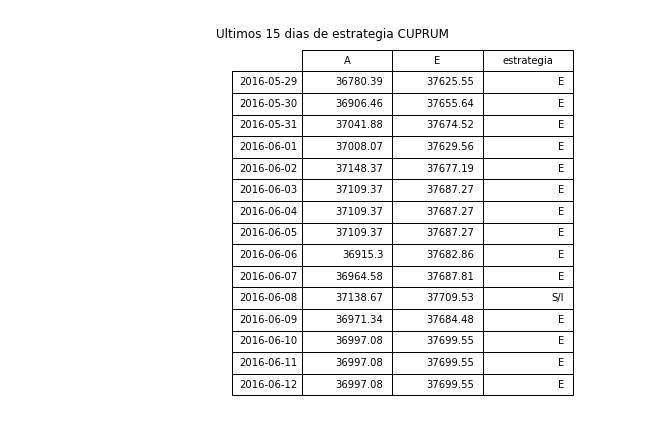 Ultimos 15 dias de estrategia CUPRUM
A E estrategia
2016-05-29 36780.39 37625.55 E
2016-05-30 36906.46 37655.64 E
2016-05-31 37041.88 37674.52 E
2016-06-01 37008.07 37629.56 E
2016-06-02 37148.37 37677.19 E
2016-06-03 37109.37 37687.27 E
2016-06-04 37109.37 37687.27 E
2016-06-05 37109.37 37687.27 E
2016-06-06 36915.3 37682.86 E
2016-06-07 36964.58 37687.81 E
2016-06-08 37138.67 37709.53 S/I
2016-06-09 36971.34 37684.48 E
2016-06-10 36997.08 37699.55 E
2016-06-11 36997.08 37699.55 E
2016-06-12 36997.08 37699.55 E